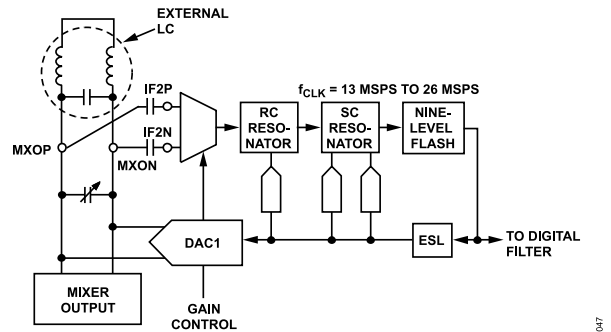 EXTERNAL
LC
IF2P
IF2N
MXOP
MXON
fCLK = 13 MSPS TO 26 MSPS
RC
RESO-
NATOR
SC
RESO-
NATOR
NINE-
LEVEL
FLASH
DAC1
ESL
TO DIGITAL
FILTER
MIXER
OUTPUT
GAIN
CONTROL
047